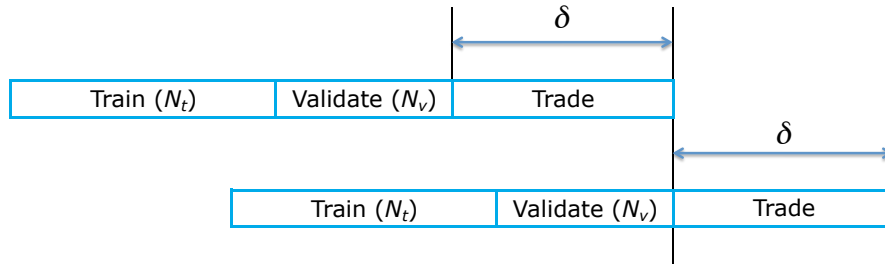 δ
Train (Nₜ) Validate (Nᵥ) Trade
δ
Train (Nₜ) Validate (Nᵥ) Trade